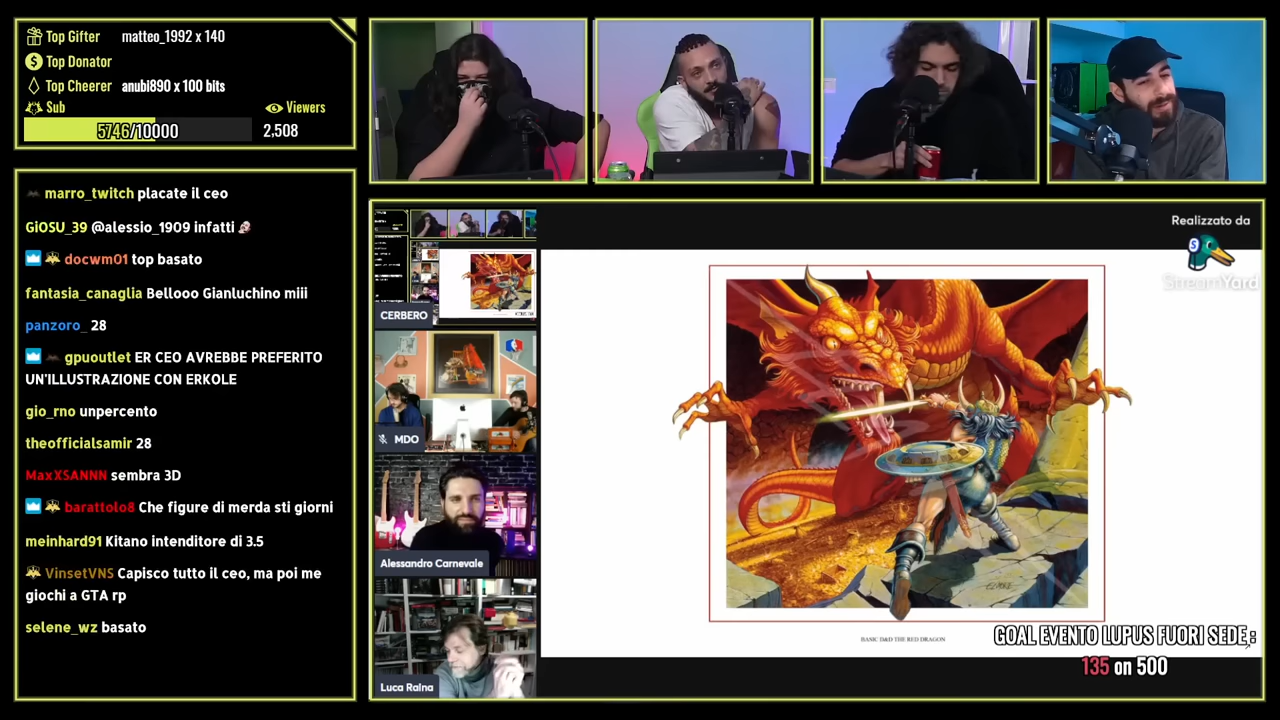 Top Gifter matteo_1992 x 140
Top Donator
Top Cheerer anubi890 x 100 bits
Sub Viewers
5746/10000 2,508
marro_twitch placate il ceo
GiOSU_39 @alessio_1909 infatti
docwm01 top basato
fantasia_canaglia Bellooo Gianluchino miii
panzoro_ 28
gpuoutlet ER CEO AVREBBE PREFERITO
UN'ILLUSTRAZIONE CON ERKOLE
gio_rno unpercento
theofficialsamir 28
MaxXSANNN sembra 3D
barattolo8 Che figure di merda sti giorni
meinhard91 Kitano intenditore di 3.5
VinsetVNS Capisco tutto il ceo, ma poi me
giochi a GTA rp
selene_wz basato
CERBERO
MDO
Alessandro Carnevale
Luca Raina
Realizzato da
S
StreamYard
BASIC D&D THE RED DRAGON
GOAL EVENTO LUPUS FUORI SEDE :
135 on 500